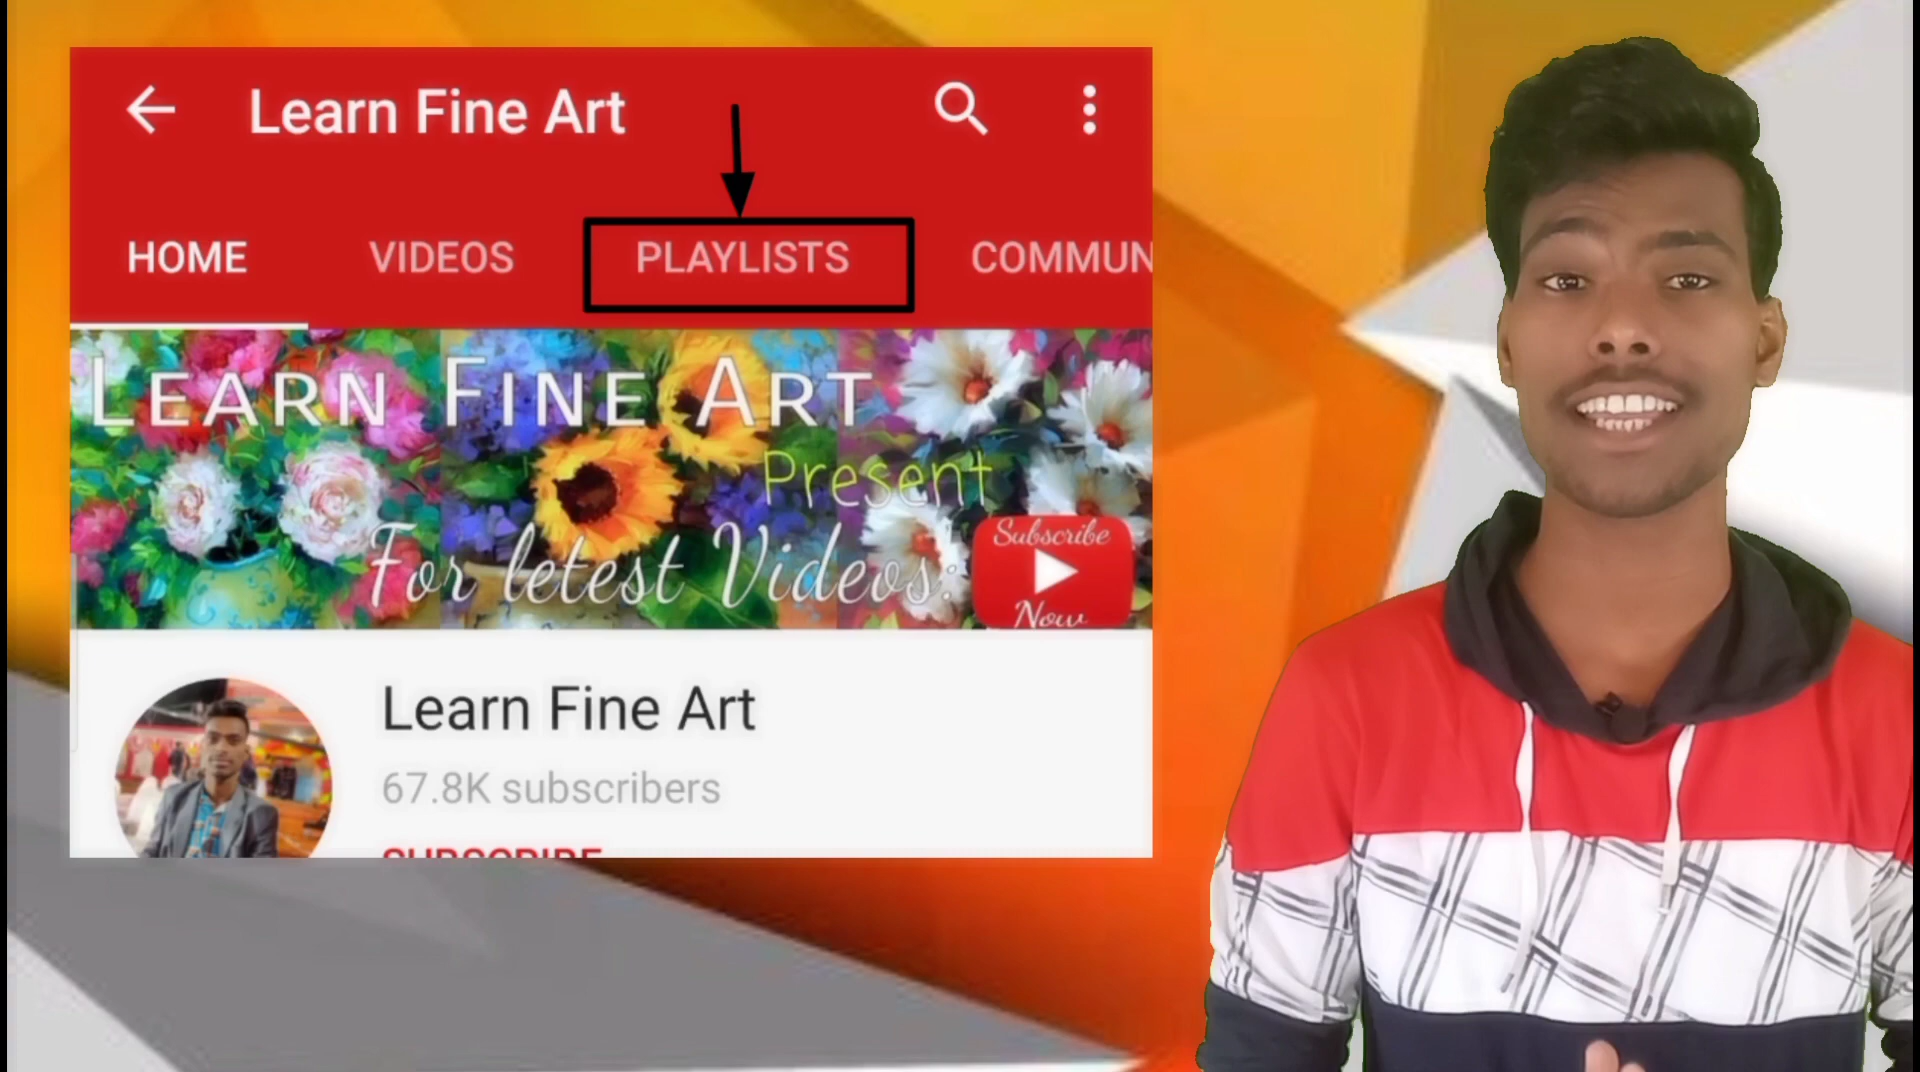 Learn Fine Art
HOME VIDEOS PLAYLISTS COMMUN
LEARN FINE ART
Present
For letest Videos:
Subscribe
Now
Learn Fine Art
67.8K subscribers
SUBSCRIBE